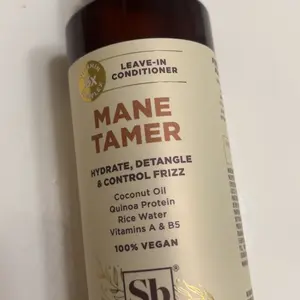 LEAVE-IN
CONDITIONER
MANE
TAMER
HYDRATE, DETANGLE
& CONTROL FRIZZ
Coconut Oil
Quinoa Protein
Rice Water
Vitamins A & B5
100% VEGAN
Sb